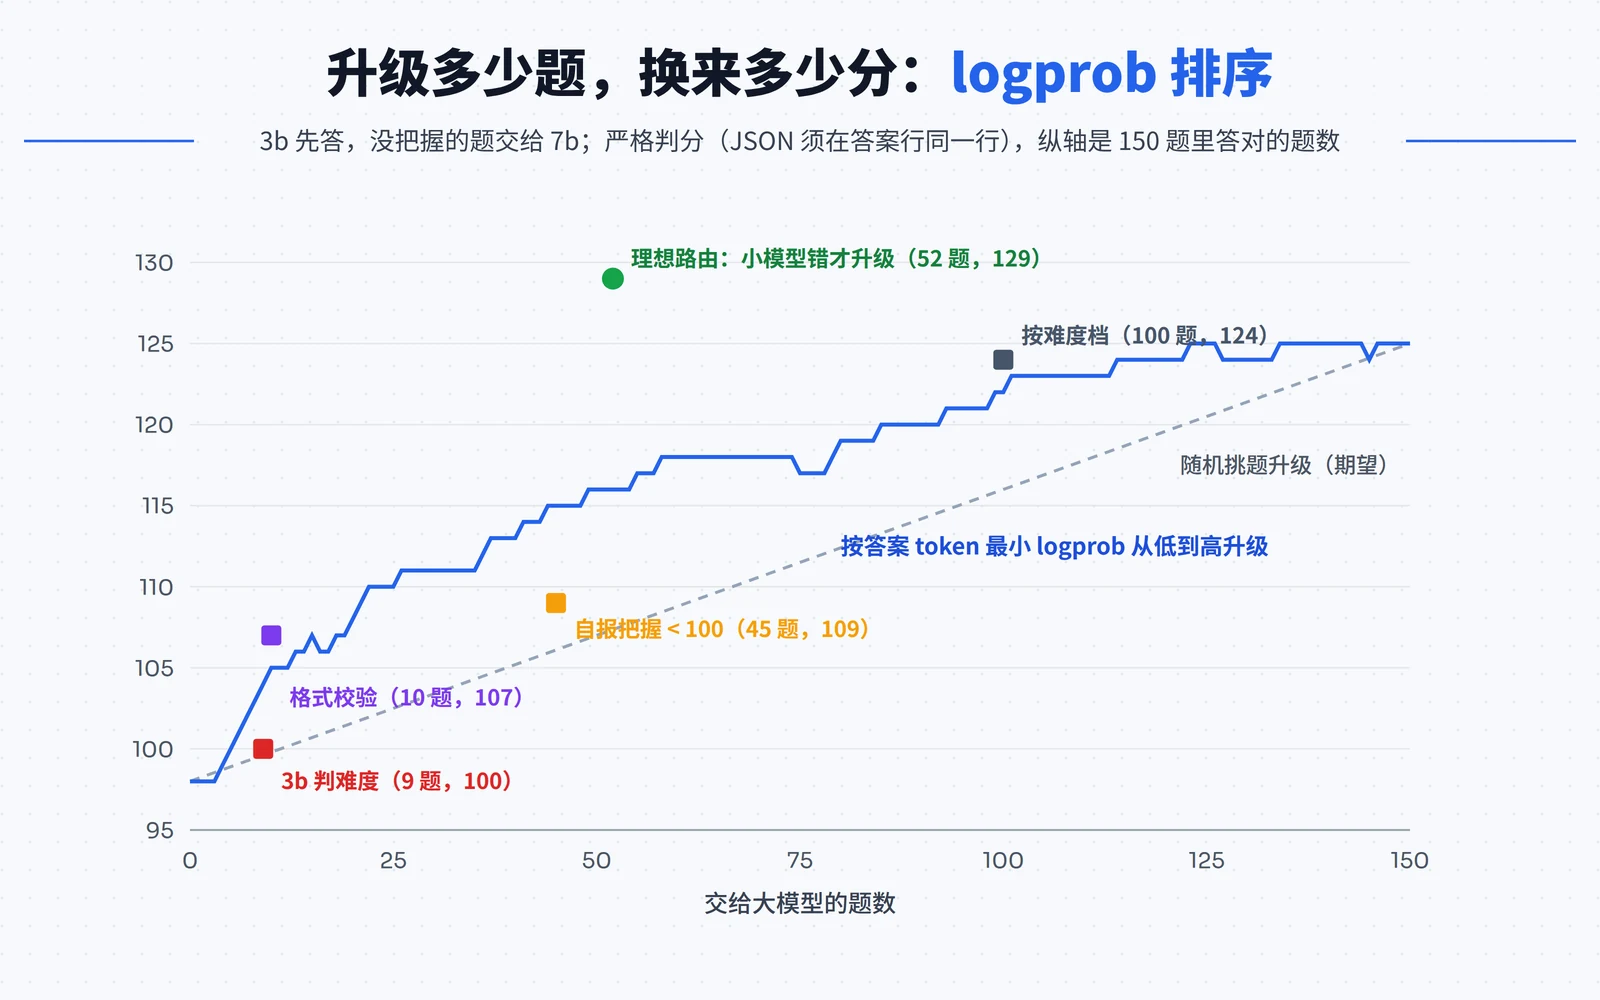 升级多少题，换来多少分：logprob 排序
3b 先答，没把握的题交给 7b；严格判分（JSON 须在答案行同一行），纵轴是 150 题里答对的题数
130
理想路由：小模型错才升级（52 题，129）
125
按难度档（100 题，124）
120
随机挑题升级（期望）
115
按答案 token 最小 logprob 从低到高升级
110
自报把握 < 100（45 题，109）
105
格式校验（10 题，107）
100
3b 判难度（9 题，100）
95
0 25 50 75 100 125 150
交给大模型的题数